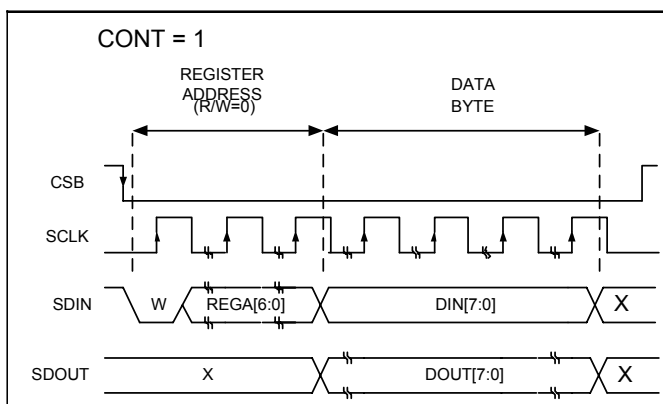 CONT = 1
REGISTER
ADDRESS
(R/W=0)
DATA
BYTE
CSB
SCLK
SDIN
W
REGA[6:0]
DIN[7:0]
X
SDOUT
X
DOUT[7:0]
X